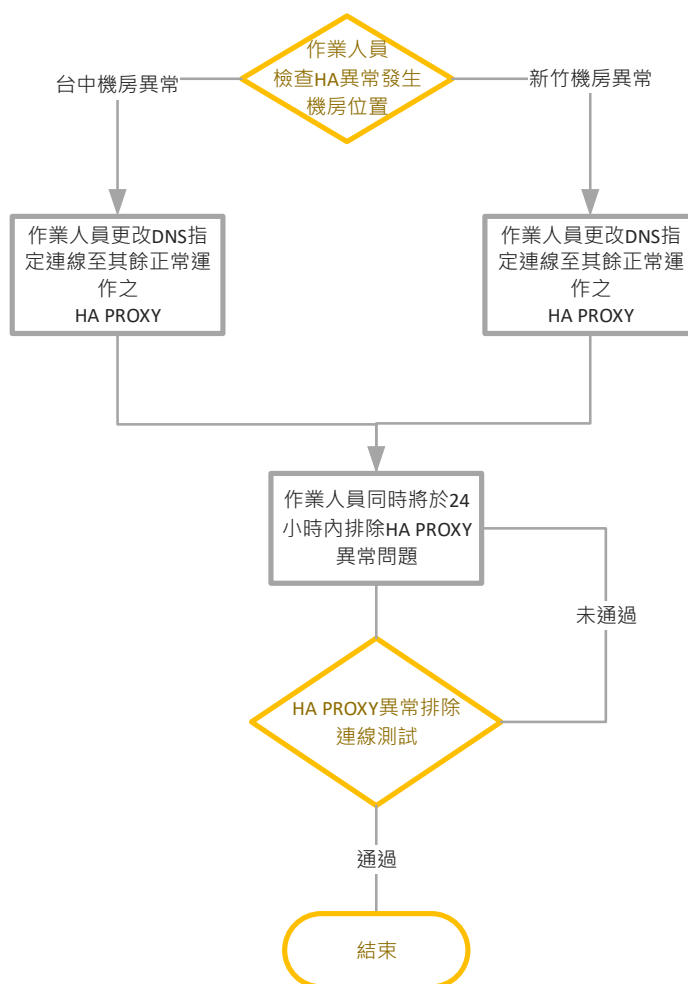 作業人員
檢查HA異常發生
機房位置
台中機房異常
新竹機房異常
作業人員更改DNS指
定連線至其餘正常運
作之
HA PROXY
作業人員更改DNS指
定連線至其餘正常運
作之
HA PROXY
作業人員同時將於24
小時內排除HA PROXY
異常問題
未通過
HA PROXY異常排除
連線測試
通過
結束